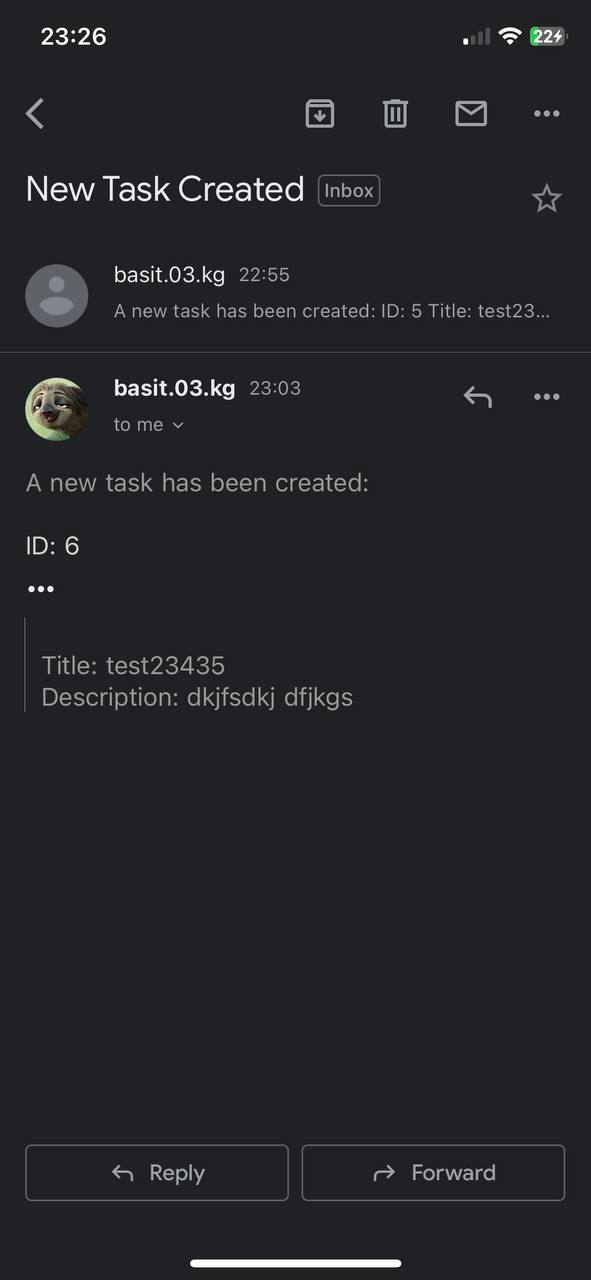 23:26
22
New Task Created Inbox
basit.03.kg 22:55
A new task has been created: ID: 5 Title: test23...
basit.03.kg 23:03
to me
A new task has been created:
ID: 6
Title: test23435
Description: dkjfsdkj dfjkgs
Reply Forward